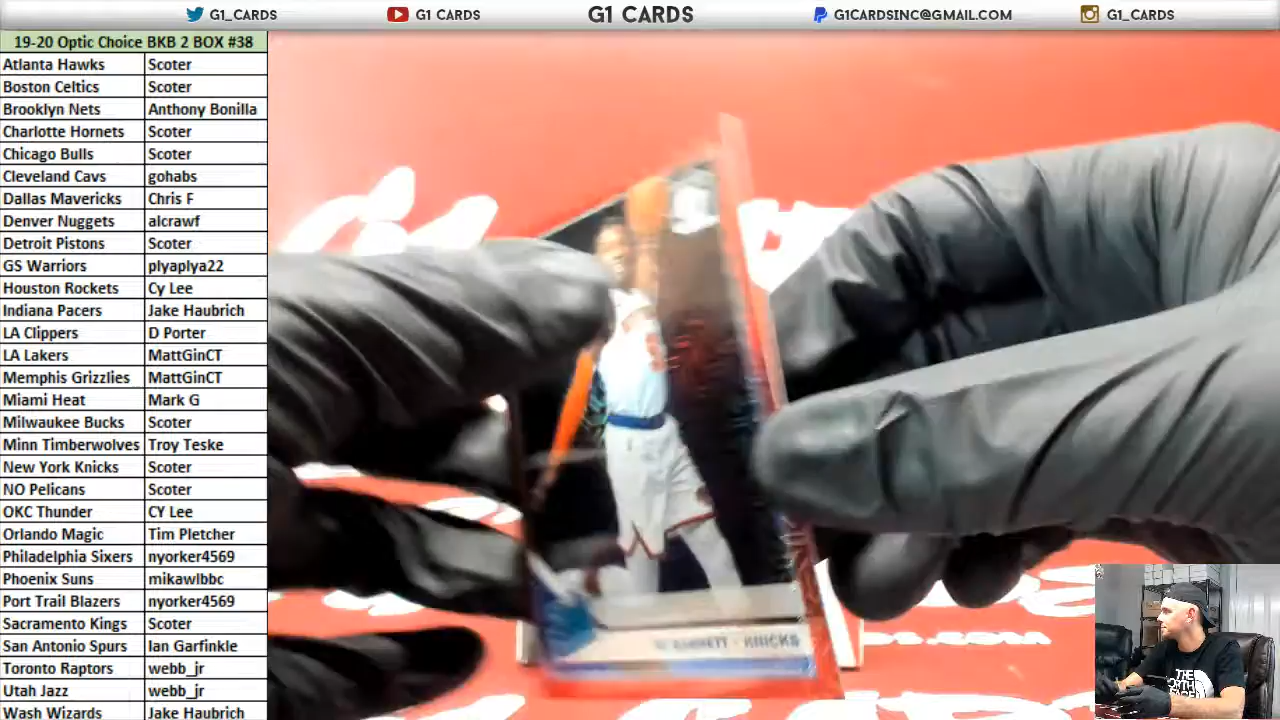 G1_CARDS
G1 CARDS
G1 CARDS
G1CARDSINC@GMAIL.COM
G1_CARDS
19-20 Optic Choice BKB 2 BOX #38
Atlanta Hawks Scoter
Boston Celtics Scoter
Brooklyn Nets Anthony Bonilla
Charlotte Hornets Scoter
Chicago Bulls Scoter
Cleveland Cavs gohabs
Dallas Mavericks Chris F
Denver Nuggets alcrawf
Detroit Pistons Scoter
GS Warriors plyaplya22
Houston Rockets Cy Lee
Indiana Pacers Jake Haubrich
LA Clippers D Porter
LA Lakers MattGinCT
Memphis Grizzlies MattGinCT
Miami Heat Mark G
Milwaukee Bucks Scoter
Minn Timberwolves Troy Teske
New York Knicks Scoter
NO Pelicans Scoter
OKC Thunder CY Lee
Orlando Magic Tim Pletcher
Philadelphia Sixers nyorker4569
Phoenix Suns mikawlbbc
Port Trail Blazers nyorker4569
Sacramento Kings Scoter
San Antonio Spurs Ian Garfinkle
Toronto Raptors webb_jr
Utah Jazz webb_jr
Wash Wizards Jake Haubrich
BARRETT - KNICKS
.com
THE
NORTH
FACE